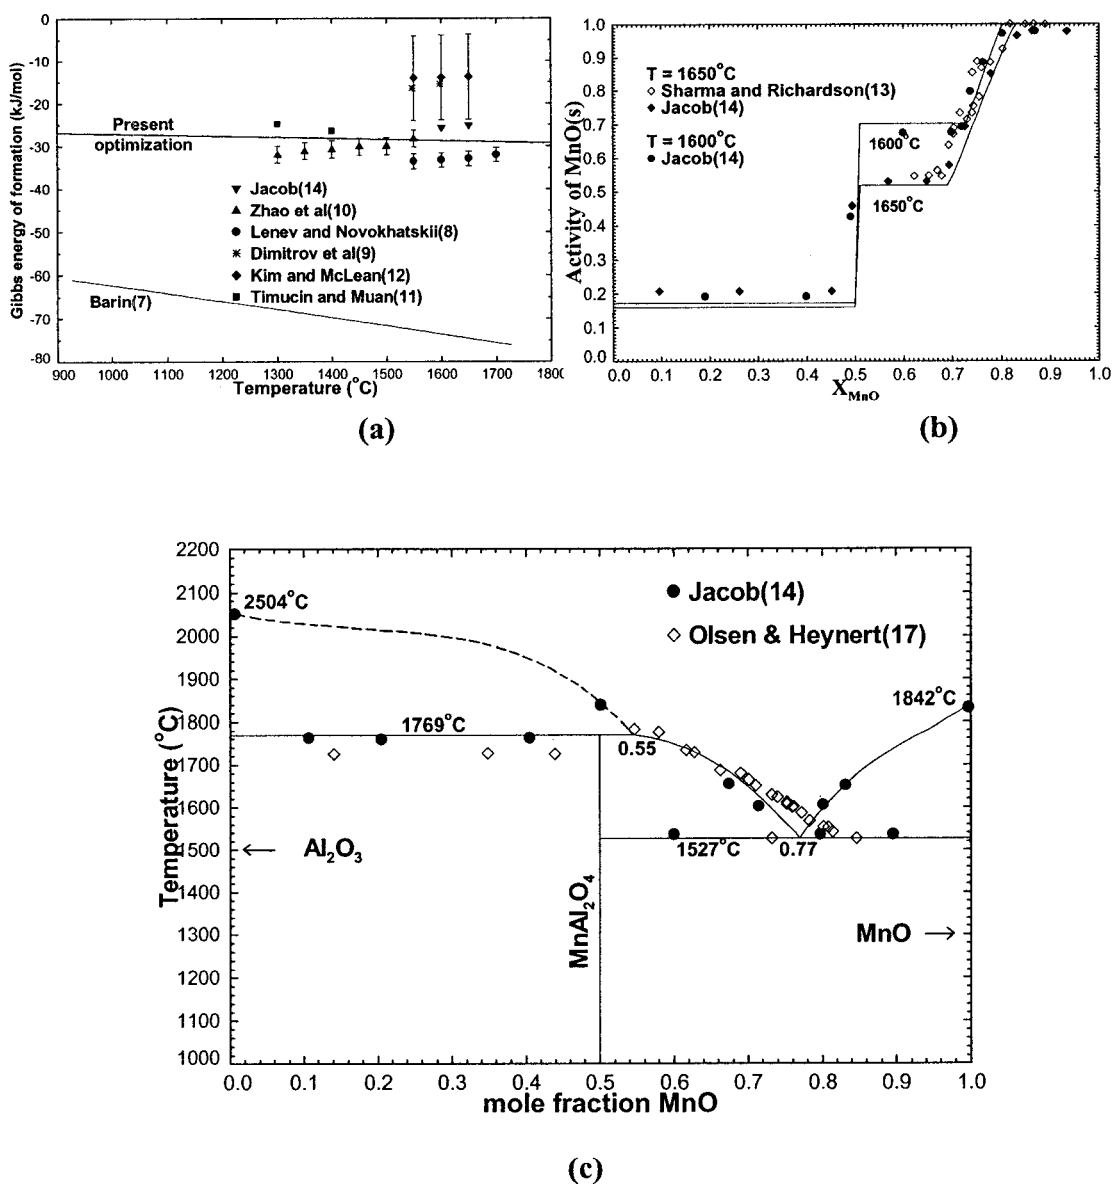 Gibbs energy of formation (kJ/mol)
0
-10
-20
-30
-40
-50
-60
-70
-80
Present
optimization
Jacob(14)
Zhao et al(10)
Lenev and Novokhatskii(8)
Dimitrov et al(9)
Kim and McLean(12)
Timucin and Muan(11)
Barin(7)
900 1000 1100 1200 1300 1400 1500 1600 1700 1800
Temperature (°C)
(a)
Activity of MnO(s)
1.0
0.9
0.8
0.7
0.6
0.5
0.4
0.3
0.2
0.1
0.0
T = 1650°C
Sharma and Richardson(13)
Jacob(14)
T = 1600°C
Jacob(14)
1600°C
1650°C
0.0 0.1 0.2 0.3 0.4 0.5 0.6 0.7 0.8 0.9 1.0
XMnO
(b)
Temperature (°C)
2200
2100
2000
1900
1800
1700
1600
1500
1400
1300
1200
1100
1000
2504°C
Jacob(14)
Olsen & Heynert(17)
1842°C
1769°C
0.55
1527°C
0.77
← Al₂O₃
MnAl₂O₄
MnO →
0.0 0.1 0.2 0.3 0.4 0.5 0.6 0.7 0.8 0.9 1.0
mole fraction MnO
(c)